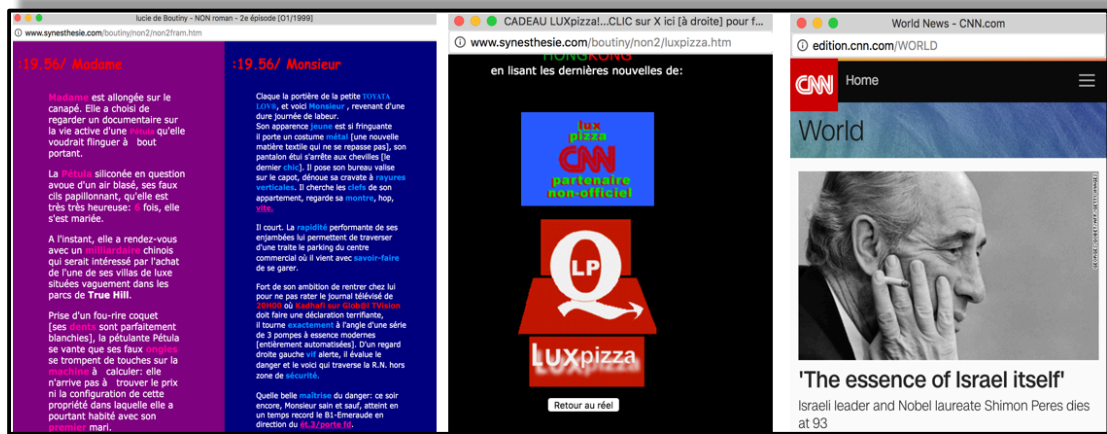 lucie de Boutiny - NON roman - 2e épisode [O1/1999]
www.synesthesie.com/boutiny/non2/non2fram.htm
:19.56/ Madame
Madame est allongée sur le
canapé. Elle a choisi de
regarder un documentaire sur
la vie active d'une Pétula qu'elle
voudrait flinguer à bout
portant.
La Pétula siliconée en question
avoue d'un air blasé, ses faux
cils papillonnant, qu'elle est
très très heureuse: 6 fois, elle
s'est mariée.
A l'instant, elle a rendez-vous
avec un milliardaire chinois
qui serait intéressé par l'achat
de l'une de ses villas de luxe
situées vaguement dans les
parcs de True Hill.
Prise d'un fou-rire coquet
[ses dents sont parfaitement
blanchies], la pétulante Pétula
se vante que ses faux ongles
se trompent de touches sur la
machine à calculer: elle
n'arrive pas à trouver le prix
ni la configuration de cette
propriété dans laquelle elle a
pourtant habité avec son
premier mari.
:19.56/ Monsieur
Claque la portière de la petite TOYATA
LOVE, et voici Monsieur , revenant d'une
dure journée de labeur.
Son apparence jeune est si fringuante
il porte un costume métal [une nouvelle
matière textile qui ne se repasse pas], son
pantalon étui s'arrête aux chevilles [le
dernier chic]. Il pose son bureau valise
sur le capot, dénoue sa cravate à rayures
verticales. Il cherche les clefs de son
appartement, regarde sa montre, hop,
vite.
Il court. La rapidité performante de ses
enjambées lui permettent de traverser
d'une traite le parking du centre
commercial où il vient avec savoir-faire
de se garer.
Fort de son ambition de rentrer chez lui
pour ne pas rater le journal télévisé de
20H00 où Kadhafi sur GlobBl TVision
doit faire une déclaration terrifiante,
il tourne exactement à l'angle d'une série
de 3 pompes à essence modernes
[entièrement automatisées]. D'un regard
droite gauche vif alerte, il évalue le
danger et le voici qui traverse la R.N. hors
zone de sécurité.
Quelle belle maîtrise du danger: ce soir
encore, Monsieur sain et sauf, atteint en
un temps record le B1-Emeraude en
direction du ét.3/porte fd.
CADEAU LUXpizza!...CLIC sur X ici [à droite] pour f...
www.synesthesie.com/boutiny/non2/luxpizza.htm
HONGKONG
en lisant les dernières nouvelles de:
lux
pizza
CNN
partenaire
non-officiel
LP
LUXpizza
Retour au réel
World News - CNN.com
edition.cnn.com/WORLD
CNN
Home
World
'The essence of Israel itself'
Israeli leader and Nobel laureate Shimon Peres dies
at 93